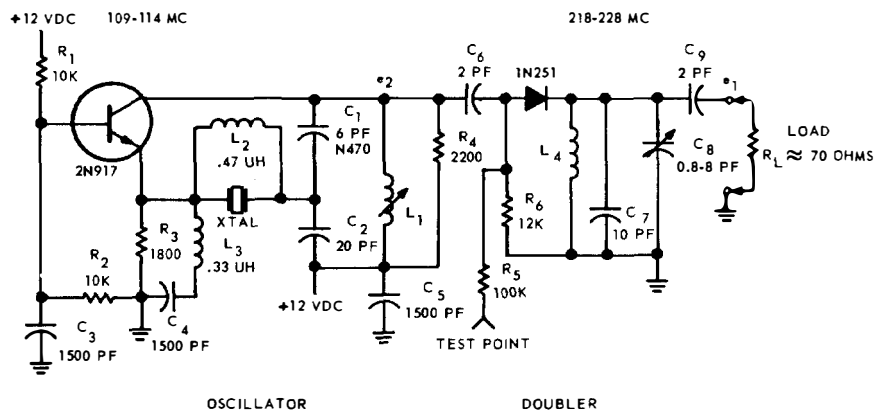 +12 VDC
109-114 MC
218-228 MC
R1
10K
2N917
L2
.47 UH
XTAL
R3
1800
L3
.33 UH
R2
10K
C3
1500 PF
C4
1500 PF
C1
6 PF
N470
C2
20 PF
+12 VDC
e2
L1
C5
1500 PF
R4
2200
C6
2 PF
1N251
R6
12K
R5
100K
TEST POINT
L4
C7
10 PF
C8
0.8-8 PF
C9
2 PF
e1
LOAD
RL ≈ 70 OHMS
OSCILLATOR
DOUBLER